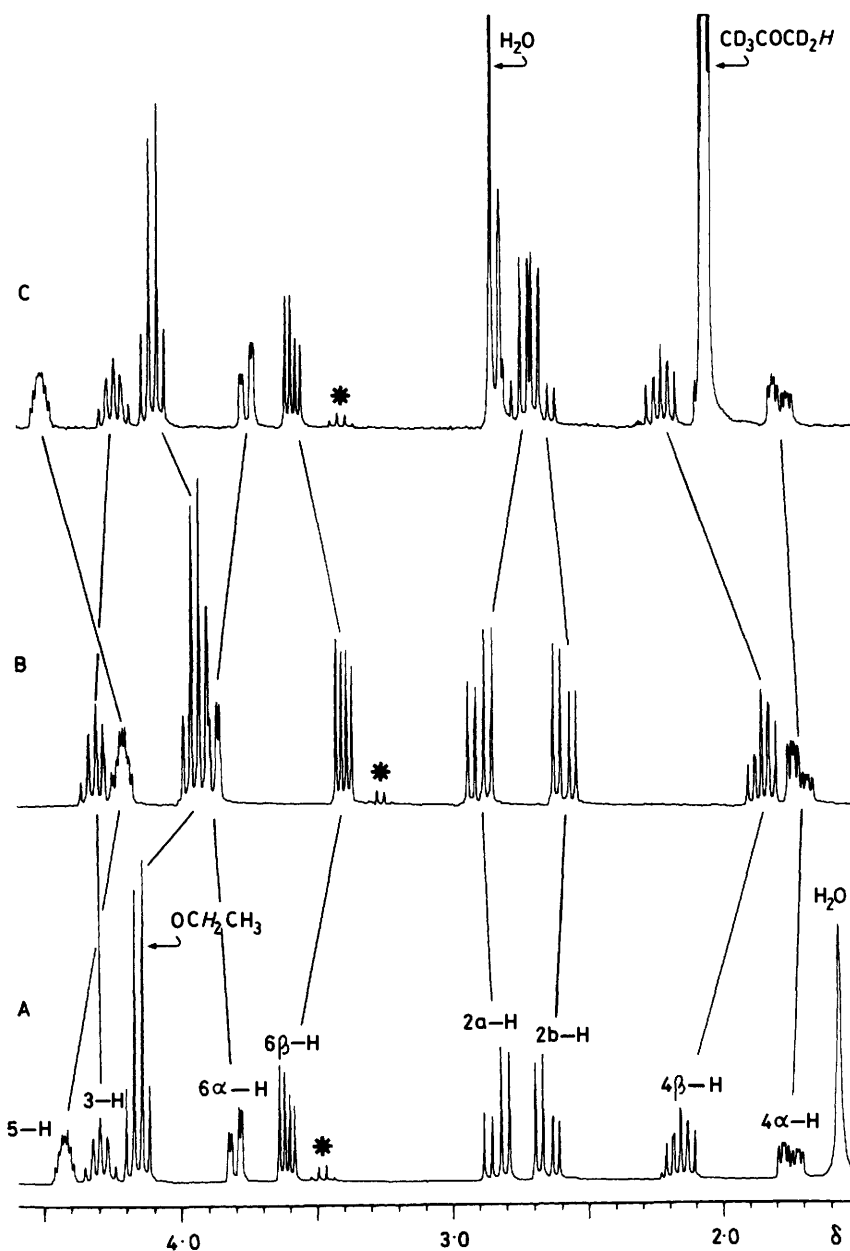 H₂O
CD₃COCD₂H
C
*
B
*
A
OCH₂CH₃
H₂O
5-H
3-H
6α-H
6β-H
*
2a-H
2b-H
4β-H
4α-H
4·0
3·0
2·0
δ